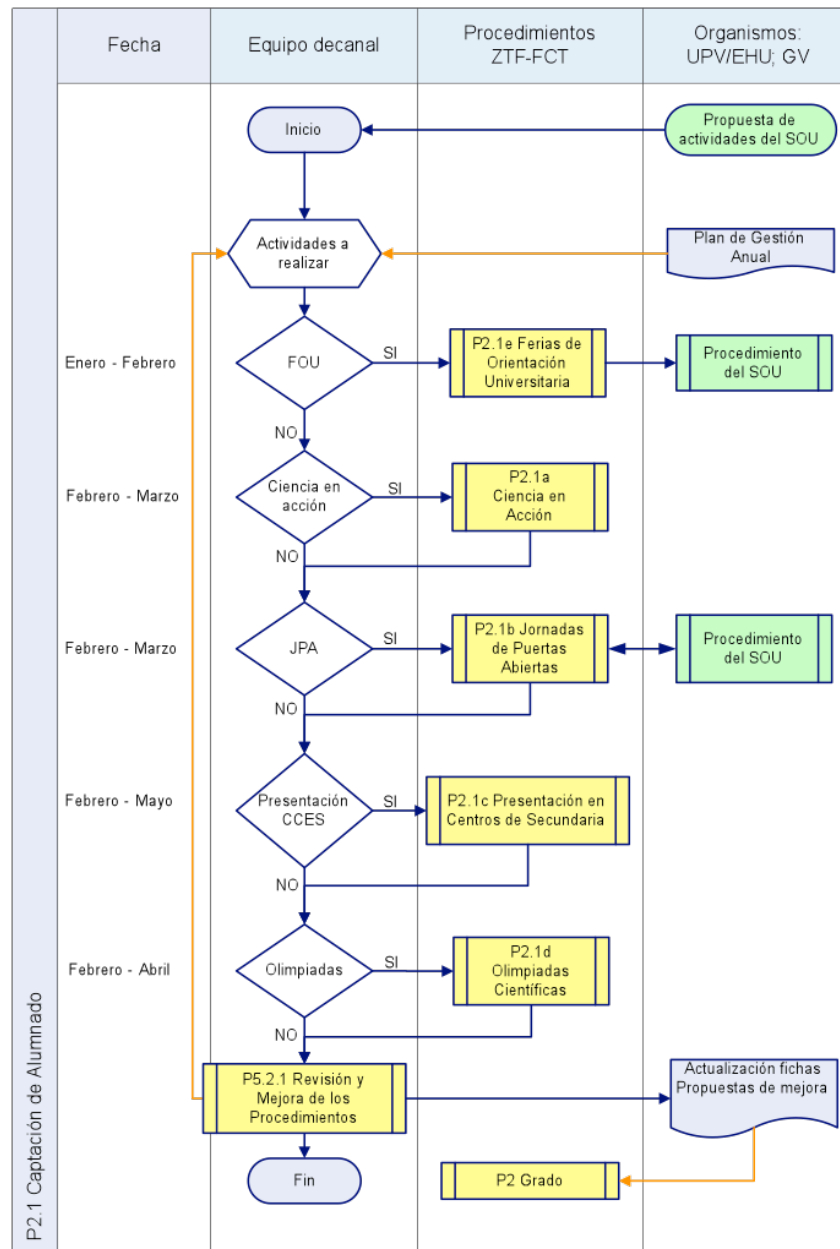 Fecha
Equipo decanal
Procedimientos
ZTF-FCT
Organismos:
UPV/EHU; GV
Inicio
Propuesta de
actividades del SOU
Actividades a
realizar
Plan de Gestión
Anual
Enero - Febrero
FOU
SI
P2.1e Ferias de
Orientación
Universitaria
Procedimiento
del SOU
NO
Febrero - Marzo
Ciencia en
acción
SI
P2.1a
Ciencia en
Acción
NO
Febrero - Marzo
JPA
SI
P2.1b Jornadas
de Puertas
Abiertas
Procedimiento
del SOU
NO
Febrero - Mayo
Presentación
CCES
SI
P2.1c Presentación en
Centros de Secundaria
NO
Febrero - Abril
Olimpiadas
SI
P2.1d
Olimpiadas
Científicas
NO
P5.2.1 Revisión y
Mejora de los
Procedimientos
Actualización fichas
Propuestas de mejora
Fin
P2 Grado
P2.1 Captación de Alumnado